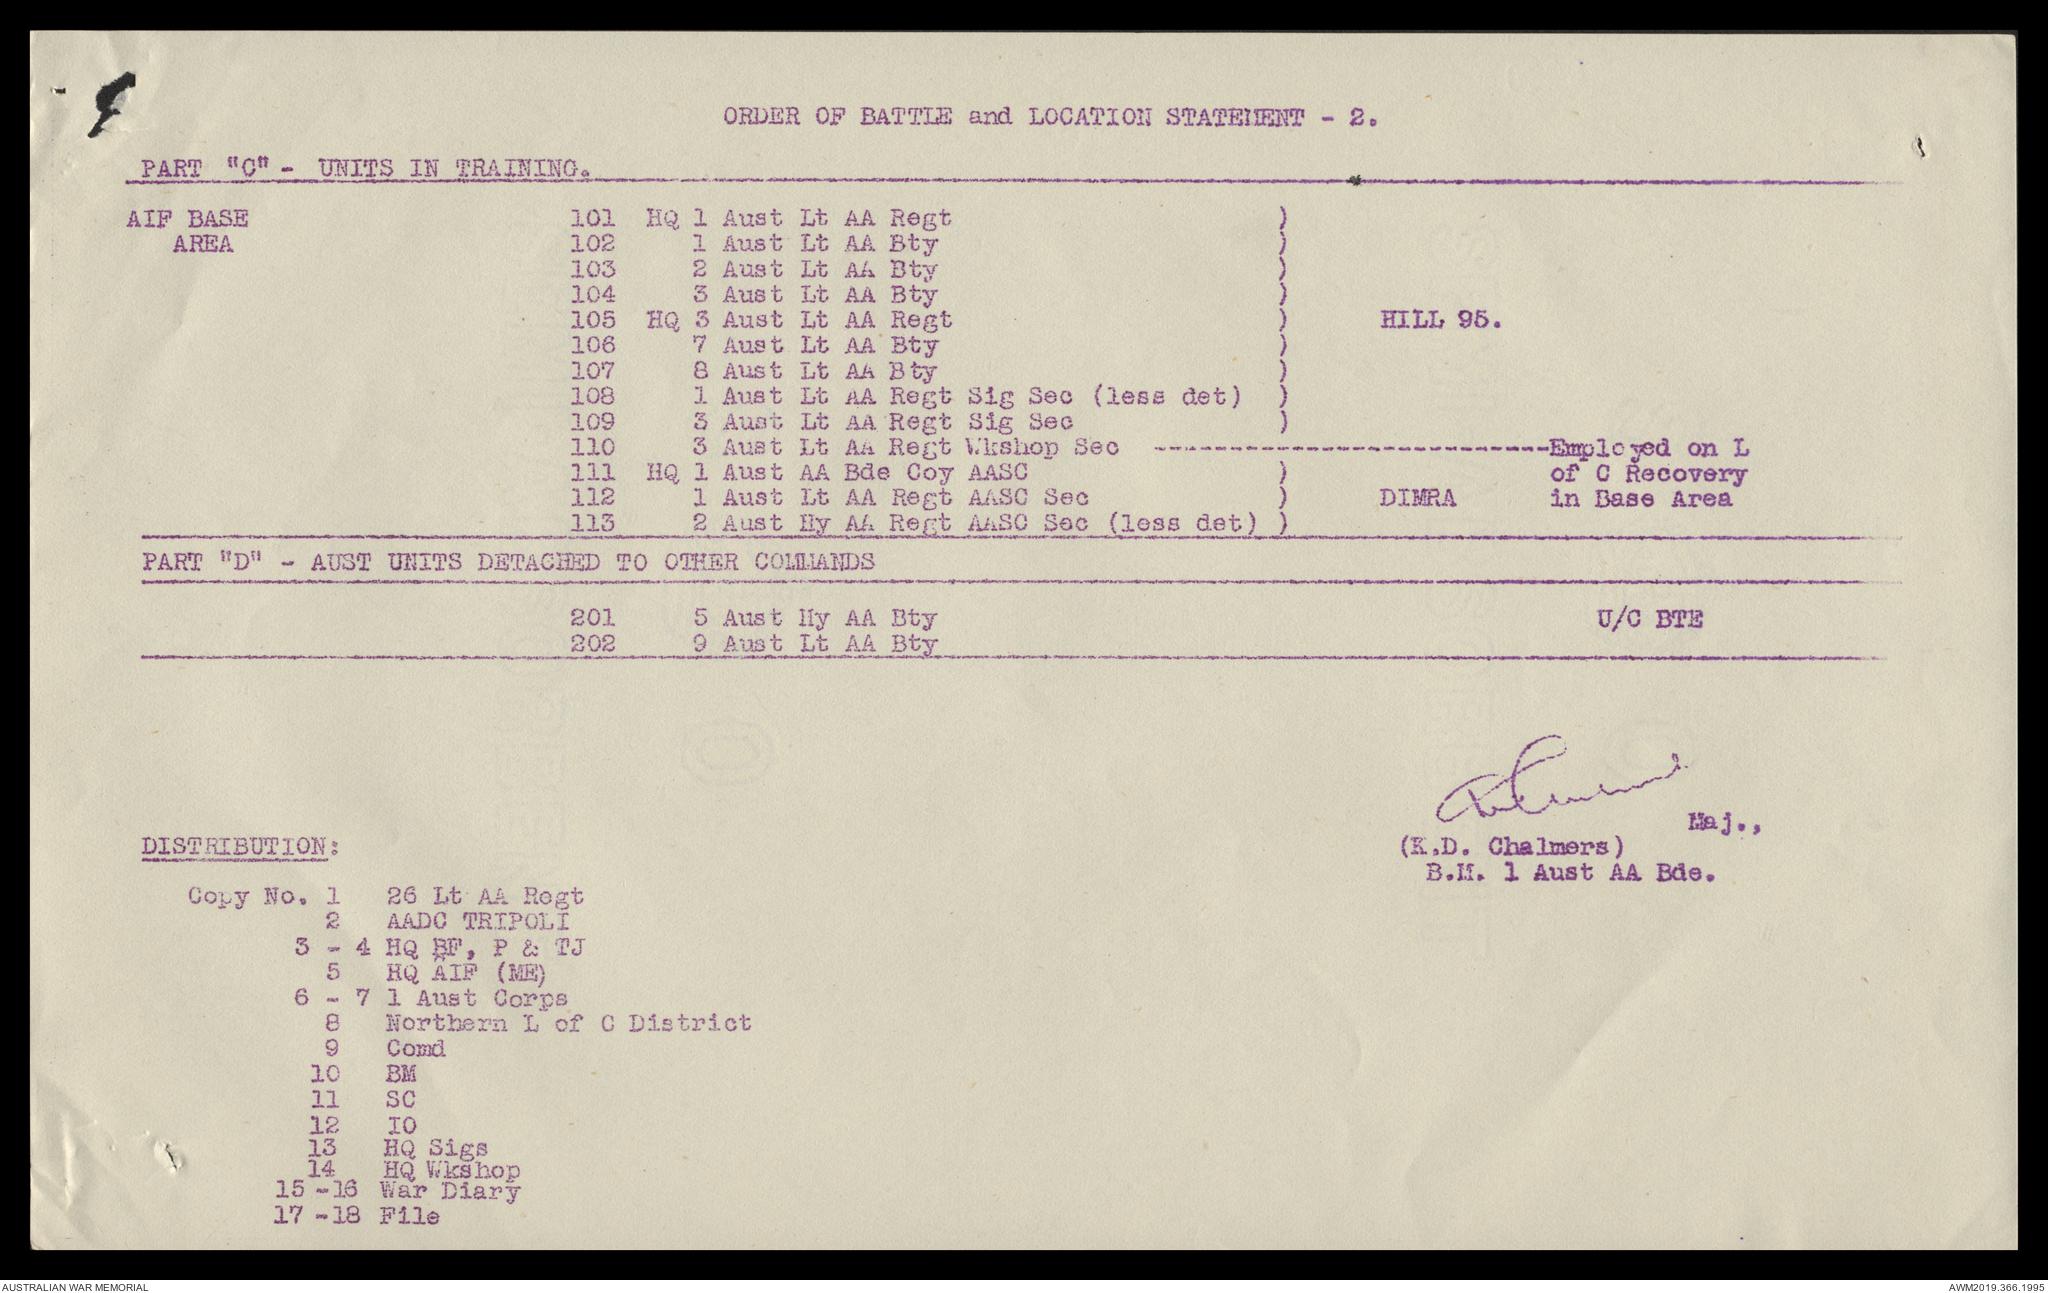 ORDER OF BATTLE and LOCATION STATEMENT - 2.
PART "C" - UNITS IN TRAINING.
AIF BASE 101 HQ 1 Aust Lt AA Regt )
AREA 102 1 Aust Lt AA Bty )
103 2 Aust Lt AA Bty )
104 3 Aust Lt AA Bty )
105 HQ 3 Aust Lt AA Regt ) HILL 95.
106 7 Aust Lt AA Bty )
107 8 Aust Lt AA Bty )
108 1 Aust Lt AA Regt Sig Sec (less det) )
109 3 Aust Lt AA Regt Sig Sec )
110 3 Aust Lt AA Regt Wkshop Sec --------------------------Employed on L
111 HQ 1 Aust AA Bde Coy AASC ) of C Recovery
112 1 Aust Lt AA Regt AASC Sec ) DIMRA in Base Area
113 2 Aust Hy AA Regt AASC Sec (less det) )
PART "D" - AUST UNITS DETACHED TO OTHER COMMANDS
201 5 Aust Hy AA Bty U/C BTE
202 9 Aust Lt AA Bty
Maj.,
(K.D. Chalmers)
B.M. 1 Aust AA Bde.
DISTRIBUTION:
Copy No. 1 26 Lt AA Regt
2 AADC TRIPOLI
3 - 4 HQ BF, P & TJ
5 HQ AIF (ME)
6 - 7 1 Aust Corps
8 Northern L of C District
9 Comd
10 BM
11 SC
12 IO
13 HQ Sigs
14 HQ Wkshop
15 -16 War Diary
17 -18 File
AUSTRALIAN WAR MEMORIAL AWM2019.366.1995